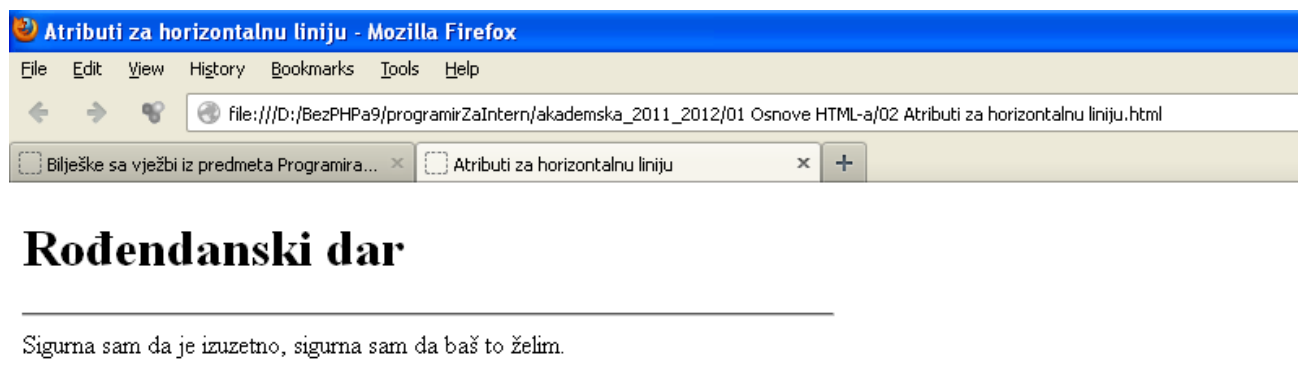 Atributi za horizontalnu liniju - Mozilla Firefox
File Edit View History Bookmarks Tools Help
file:///D:/BezPHPa9/programirZaIntern/akademska_2011_2012/01 Osnove HTML-a/02 Atributi za horizontalnu liniju.html
Bilješke sa vježbi iz predmeta Programira... × Atributi za horizontalnu liniju × +
Rođendanski dar
Sigurna sam da je izuzetno, sigurna sam da baš to želim.